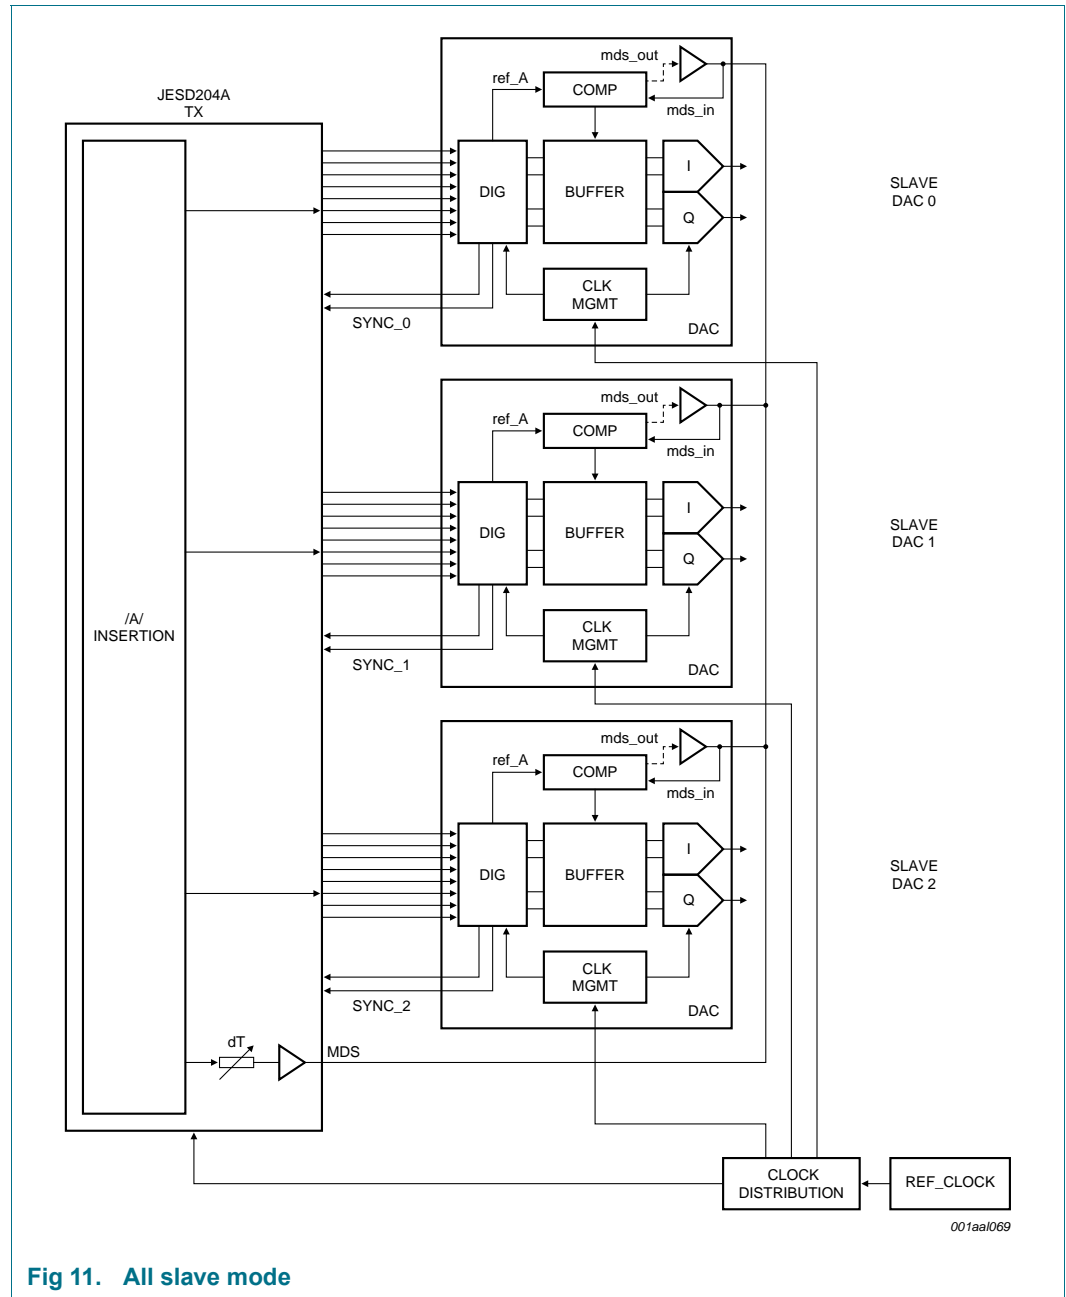 JESD204A
TX
/A/
INSERTION
dT
MDS
mds_out
ref_A
COMP
mds_in
DIG
BUFFER
I
Q
CLK
MGMT
DAC
SYNC_0
SLAVE
DAC 0
mds_out
ref_A
COMP
mds_in
DIG
BUFFER
I
Q
CLK
MGMT
DAC
SYNC_1
SLAVE
DAC 1
mds_out
ref_A
COMP
mds_in
DIG
BUFFER
I
Q
CLK
MGMT
DAC
SYNC_2
SLAVE
DAC 2
CLOCK
DISTRIBUTION
REF_CLOCK
001aal069
Fig 11. All slave mode